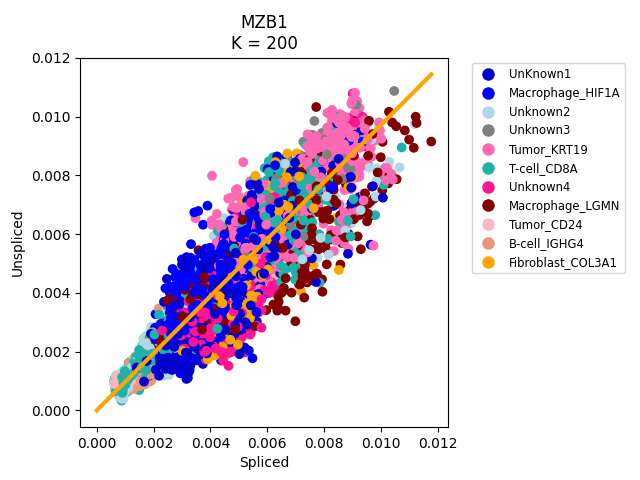 MZB1
K = 200
0.012
0.010
0.008
0.006
0.004
0.002
0.000
Unspliced
0.000 0.002 0.004 0.006 0.008 0.010 0.012
Spliced
UnKnown1
Macrophage_HIF1A
Unknown2
Unknown3
Tumor_KRT19
T-cell_CD8A
Unknown4
Macrophage_LGMN
Tumor_CD24
B-cell_IGHG4
Fibroblast_COL3A1